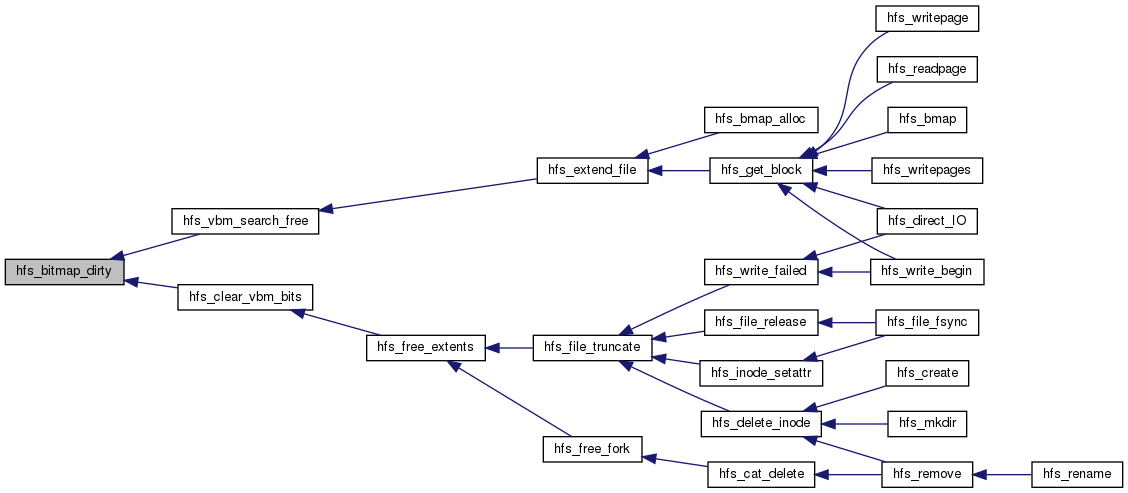 hfs_writepage
hfs_readpage
hfs_bmap_alloc
hfs_bmap
hfs_extend_file
hfs_get_block
hfs_writepages
hfs_vbm_search_free
hfs_direct_IO
hfs_bitmap_dirty
hfs_write_failed
hfs_write_begin
hfs_clear_vbm_bits
hfs_file_release
hfs_file_fsync
hfs_free_extents
hfs_file_truncate
hfs_inode_setattr
hfs_create
hfs_delete_inode
hfs_mkdir
hfs_free_fork
hfs_cat_delete
hfs_remove
hfs_rename